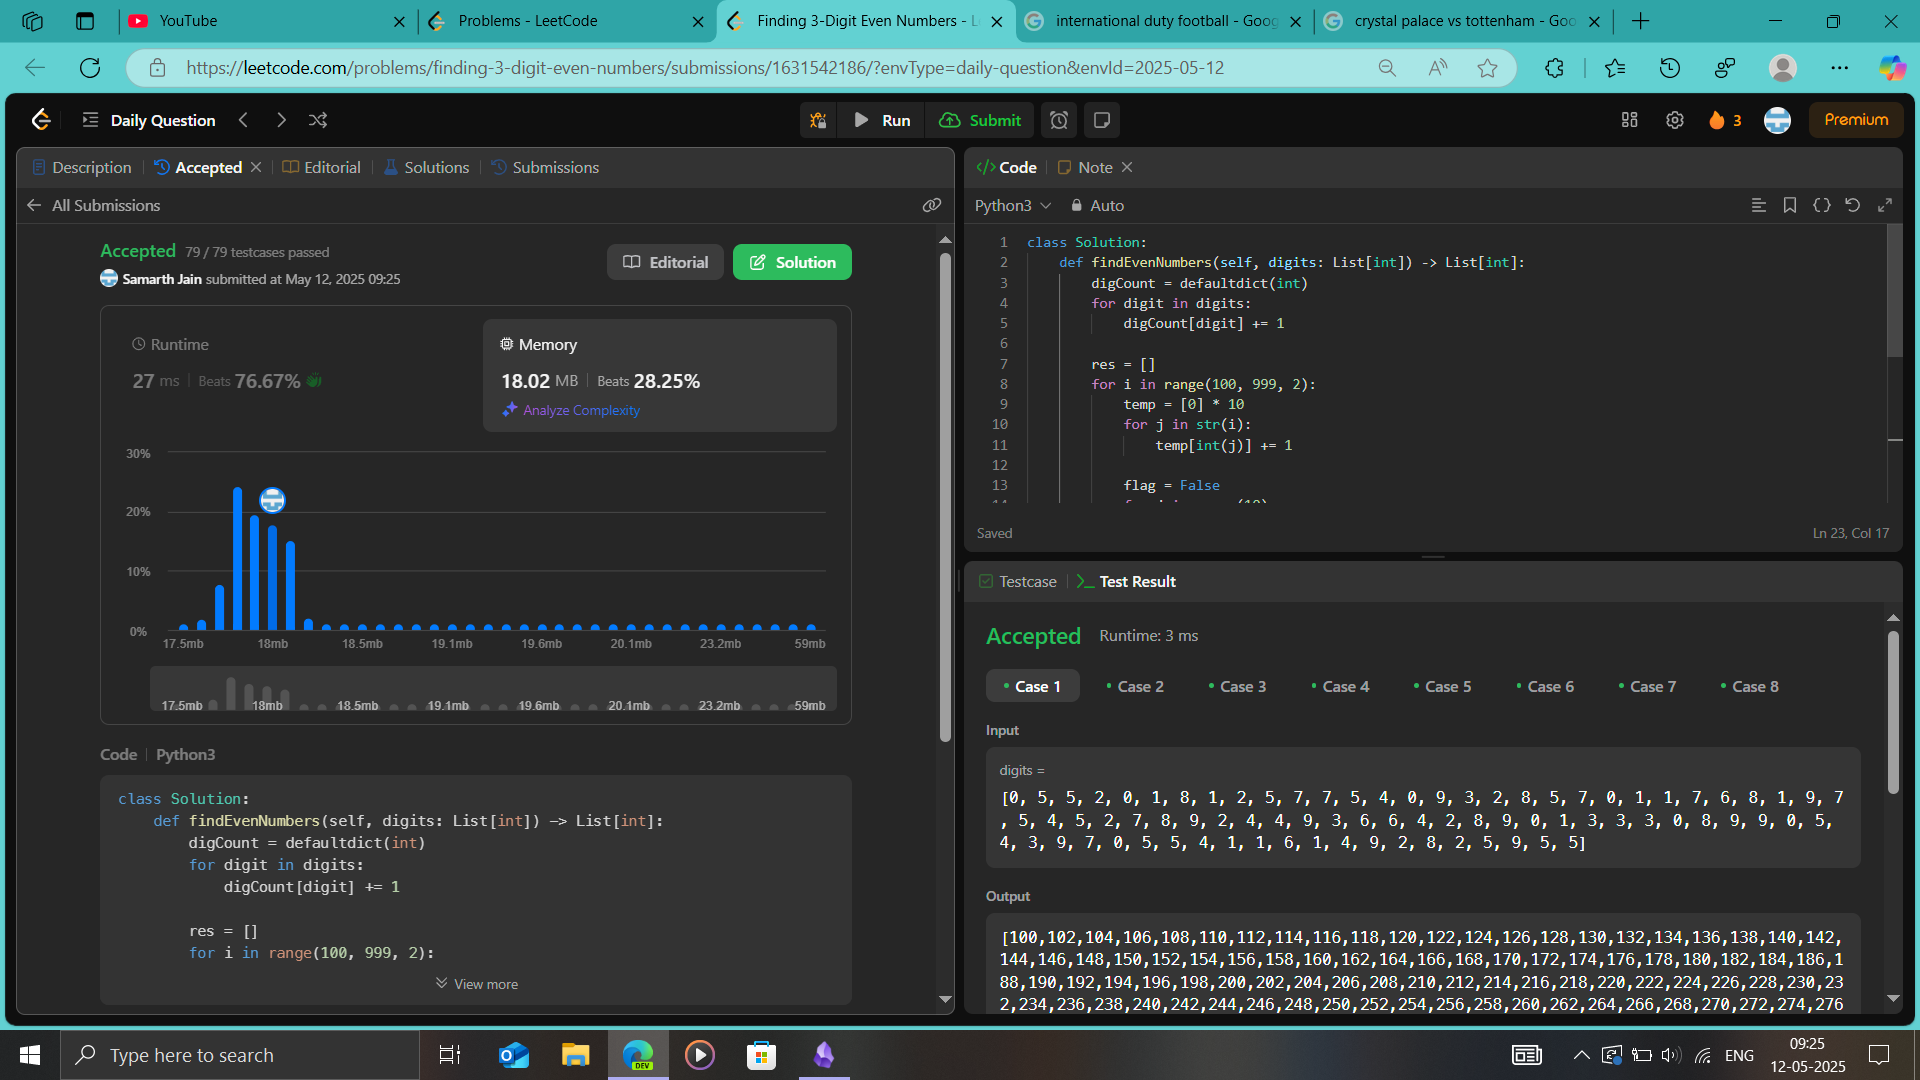 YouTube
Problems - LeetCode
Finding 3-Digit Even Numbers - L
international duty football - Goog
crystal palace vs tottenham - Goo
https://leetcode.com/problems/finding-3-digit-even-numbers/submissions/1631542186/?envType=daily-question&envId=2025-05-12
Daily Question
Run
Submit
3
Premium
Description
Accepted
Editorial
Solutions
Submissions
All Submissions
Accepted 79 / 79 testcases passed
Samarth Jain submitted at May 12, 2025 09:25
Editorial
Solution
Runtime
27 ms | Beats 76.67%
Memory
18.02 MB | Beats 28.25%
Analyze Complexity
30%
20%
10%
0%
17.5mb 18mb 18.5mb 19.1mb 19.6mb 20.1mb 23.2mb 59mb
17.5mb 18mb 18.5mb 19.1mb 19.6mb 20.1mb 23.2mb 59mb
Code | Python3
class Solution:
def findEvenNumbers(self, digits: List[int]) -> List[int]:
digCount = defaultdict(int)
for digit in digits:
digCount[digit] += 1
res = []
for i in range(100, 999, 2):
View more
Code
Note
Python3
Auto
1 class Solution:
2 def findEvenNumbers(self, digits: List[int]) -> List[int]:
3 digCount = defaultdict(int)
4 for digit in digits:
5 digCount[digit] += 1
6
7 res = []
8 for i in range(100, 999, 2):
9 temp = [0] * 10
10 for j in str(i):
11 temp[int(j)] += 1
12
13 flag = False
Saved
Ln 23, Col 17
Testcase
Test Result
Accepted Runtime: 3 ms
Case 1 Case 2 Case 3 Case 4 Case 5 Case 6 Case 7 Case 8
Input
digits =
[0, 5, 5, 2, 0, 1, 8, 1, 2, 5, 7, 7, 5, 4, 0, 9, 3, 2, 8, 5, 7, 0, 1, 1, 7, 6, 8, 1, 9, 7
, 5, 4, 5, 2, 7, 8, 9, 2, 4, 4, 9, 3, 6, 6, 4, 2, 8, 9, 0, 1, 3, 3, 3, 0, 8, 9, 9, 0, 5,
4, 3, 9, 7, 0, 5, 5, 4, 1, 1, 6, 1, 4, 9, 2, 8, 2, 5, 9, 5, 5]
Output
[100,102,104,106,108,110,112,114,116,118,120,122,124,126,128,130,132,134,136,138,140,142,
144,146,148,150,152,154,156,158,160,162,164,166,168,170,172,174,176,178,180,182,184,186,1
88,190,192,194,196,198,200,202,204,206,208,210,212,214,216,218,220,222,224,226,228,230,23
2,234,236,238,240,242,244,246,248,250,252,254,256,258,260,262,264,266,268,270,272,274,276
Type here to search
DEV
ENG
09:25
12-05-2025